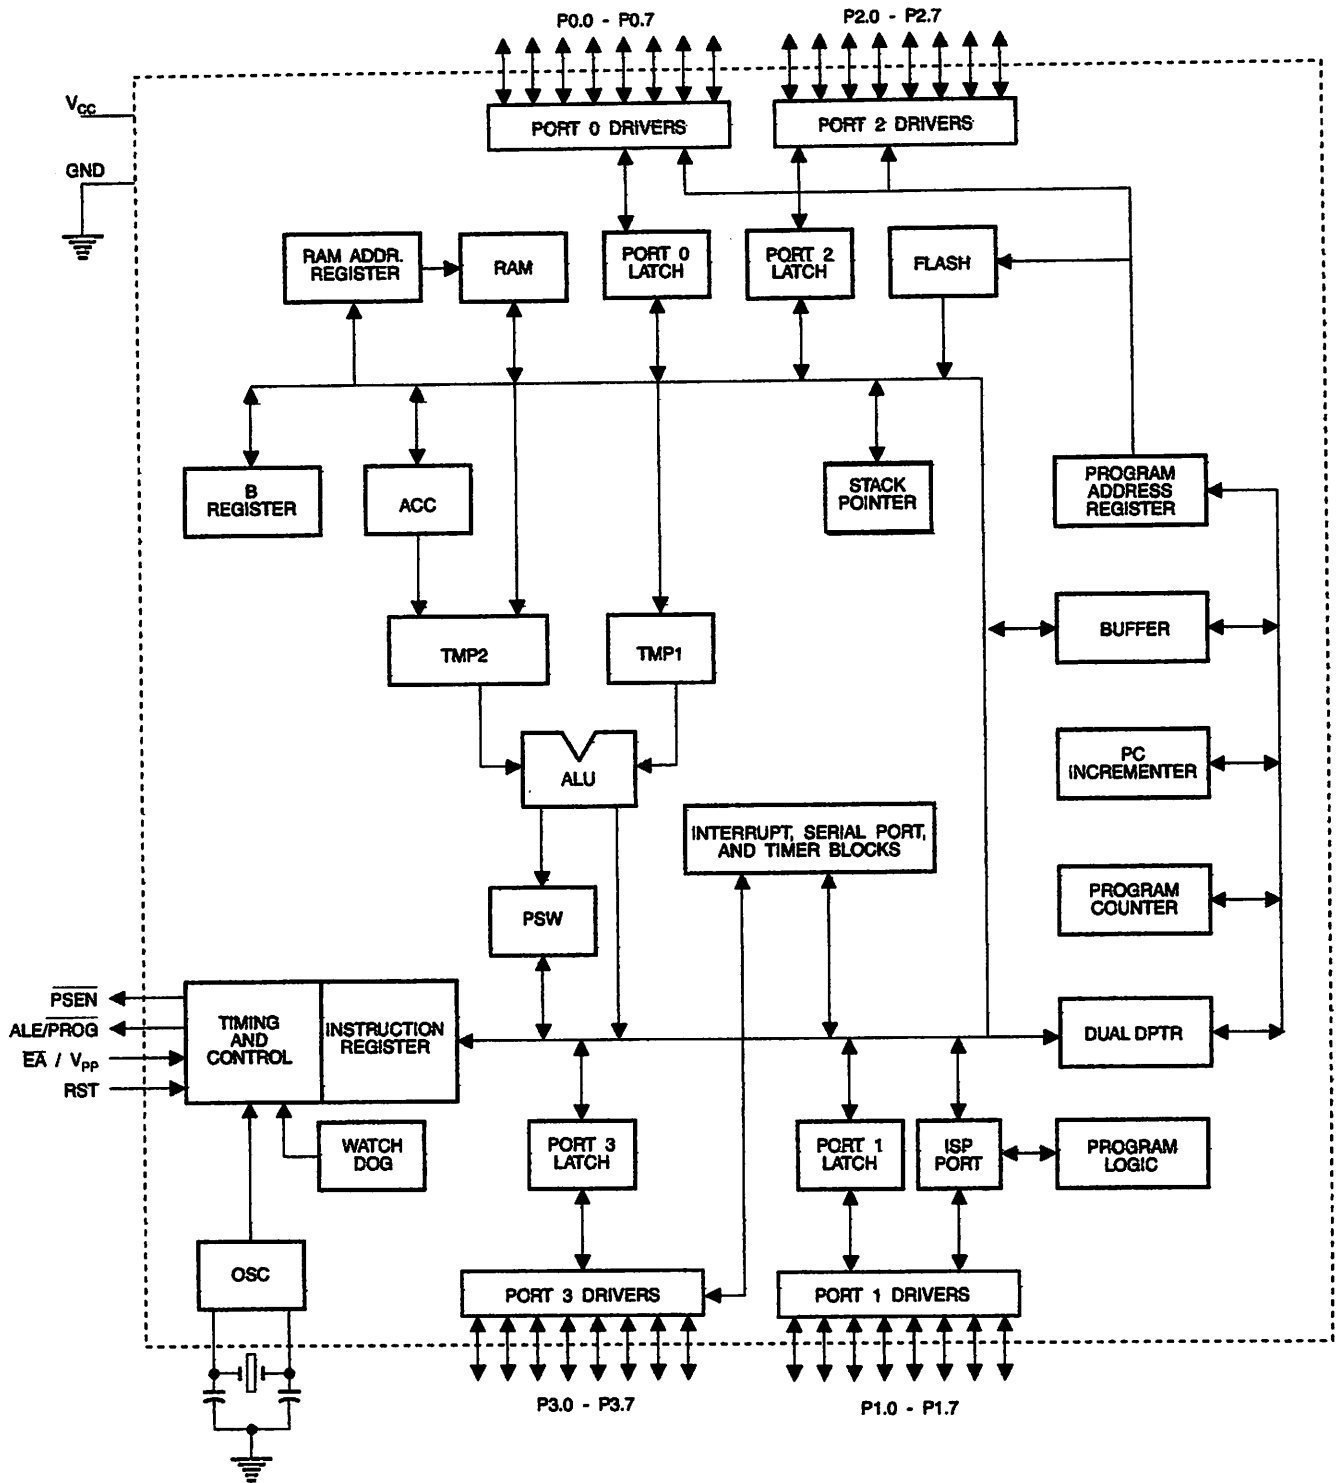 P0.0 - P0.7
P2.0 - P2.7
VCC
PORT 0 DRIVERS
PORT 2 DRIVERS
GND
RAM ADDR.
REGISTER
RAM
PORT 0
LATCH
PORT 2
LATCH
FLASH
B
REGISTER
ACC
STACK
POINTER
PROGRAM
ADDRESS
REGISTER
TMP2
TMP1
BUFFER
ALU
PC
INCREMENTER
INTERRUPT, SERIAL PORT,
AND TIMER BLOCKS
PSW
PROGRAM
COUNTER
PSEN
ALE/PROG
EA / VPP
RST
TIMING
AND
CONTROL
INSTRUCTION
REGISTER
DUAL DPTR
WATCH
DOG
PORT 3
LATCH
PORT 1
LATCH
ISP
PORT
PROGRAM
LOGIC
OSC
PORT 3 DRIVERS
PORT 1 DRIVERS
P3.0 - P3.7
P1.0 - P1.7